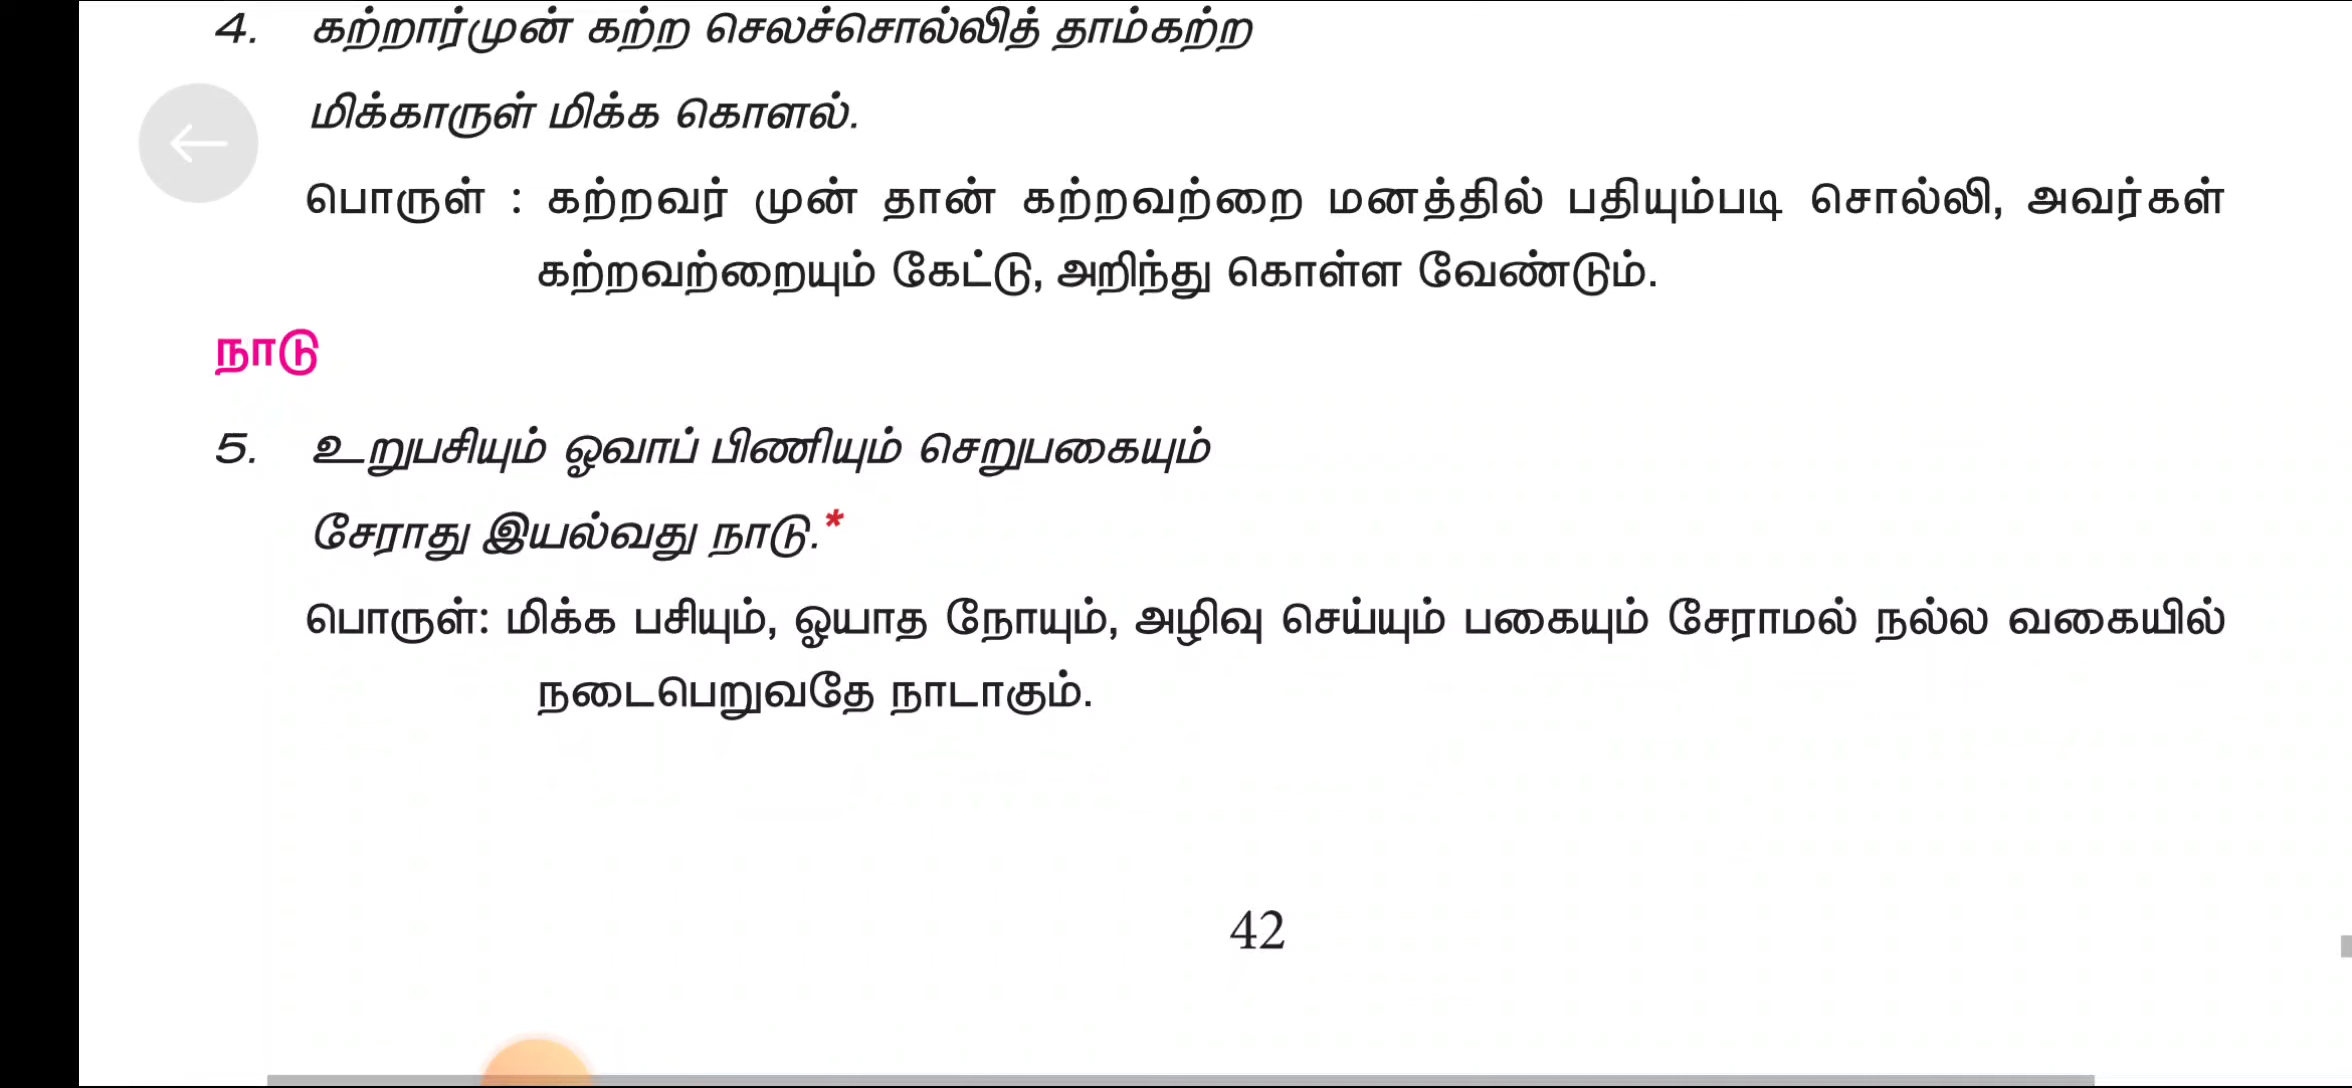 4. கற்றார்முன் கற்ற செலச்சொல்லித் தாம்கற்ற
மிக்காருள் மிக்க கொளல்.
பொருள் : கற்றவர் முன் தான் கற்றவற்றை மனத்தில் பதியும்படி சொல்லி, அவர்கள்
கற்றவற்றையும் கேட்டு, அறிந்து கொள்ள வேண்டும்.
நாடு
5. உறுபசியும் ஓவாப் பிணியும் செறுபகையும்
சேராது இயல்வது நாடு.*
பொருள்: மிக்க பசியும், ஓயாத நோயும், அழிவு செய்யும் பகையும் சேராமல் நல்ல வகையில்
நடைபெறுவதே நாடாகும்.
42